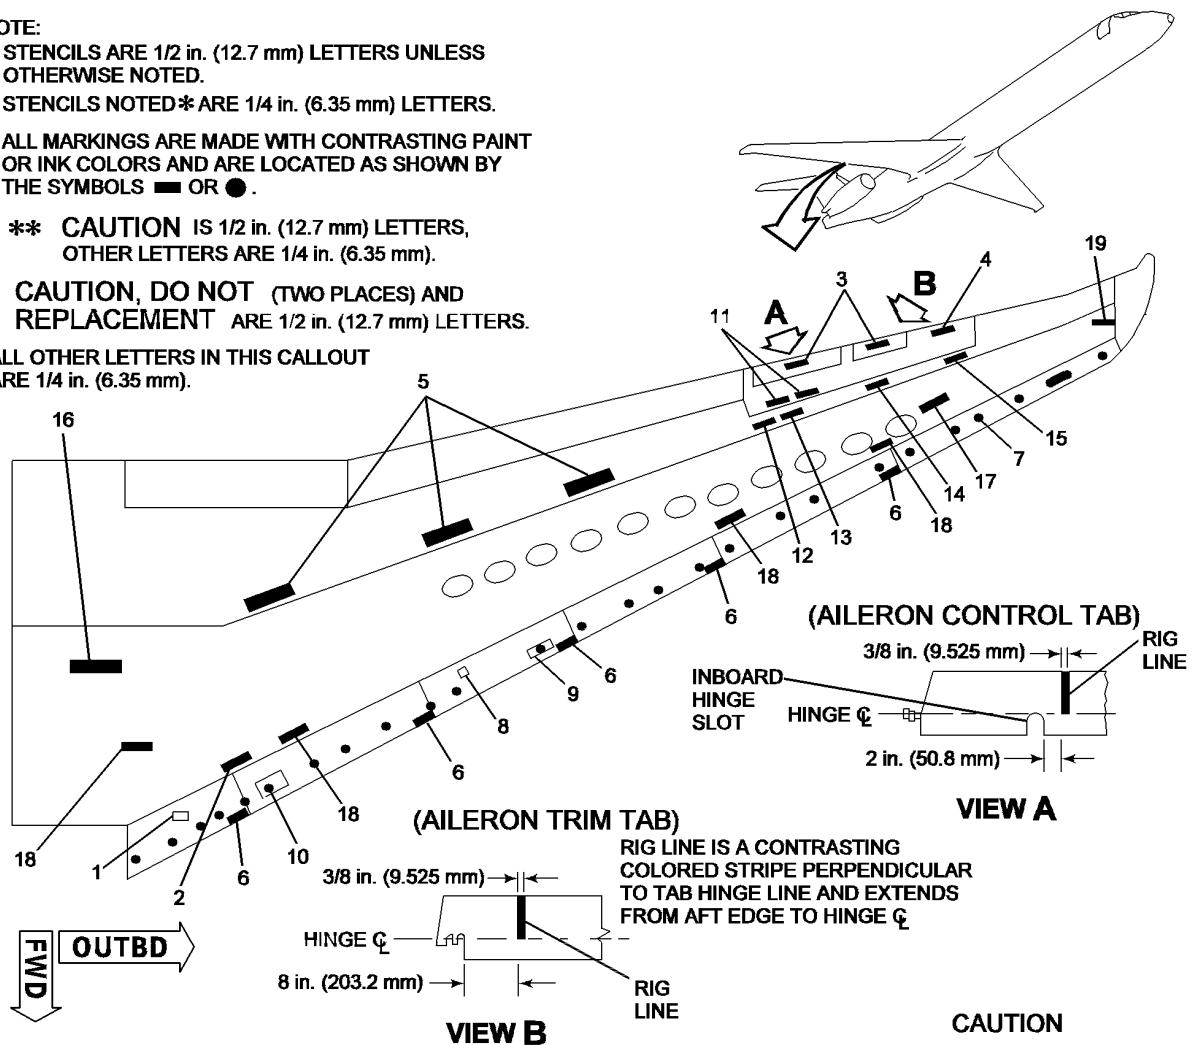 OTE:
STENCILS ARE 1/2 in. (12.7 mm) LETTERS UNLESS
OTHERWISE NOTED.
STENCILS NOTED * ARE 1/4 in. (6.35 mm) LETTERS.
ALL MARKINGS ARE MADE WITH CONTRASTING PAINT
OR INK COLORS AND ARE LOCATED AS SHOWN BY
THE SYMBOLS OR .
** CAUTION IS 1/2 in. (12.7 mm) LETTERS,
OTHER LETTERS ARE 1/4 in. (6.35 mm).
CAUTION, DO NOT (TWO PLACES) AND
REPLACEMENT ARE 1/2 in. (12.7 mm) LETTERS.
ALL OTHER LETTERS IN THIS CALLOUT
ARE 1/4 in. (6.35 mm).
19
4
3
B
A
11
5
16
15
7
17
14
18
6
13
12
18
6
6
9
8
6
18
10
6
2
1
18
(AILERON CONTROL TAB)
3/8 in. (9.525 mm)
RIG
LINE
INBOARD
HINGE
SLOT
HINGE ℄
2 in. (50.8 mm)
VIEW A
(AILERON TRIM TAB)
3/8 in. (9.525 mm)
HINGE ℄
8 in. (203.2 mm)
RIG
LINE
VIEW B
RIG LINE IS A CONTRASTING
COLORED STRIPE PERPENDICULAR
TO TAB HINGE LINE AND EXTENDS
FROM AFT EDGE TO HINGE ℄
OUTBD
FWD
CAUTION